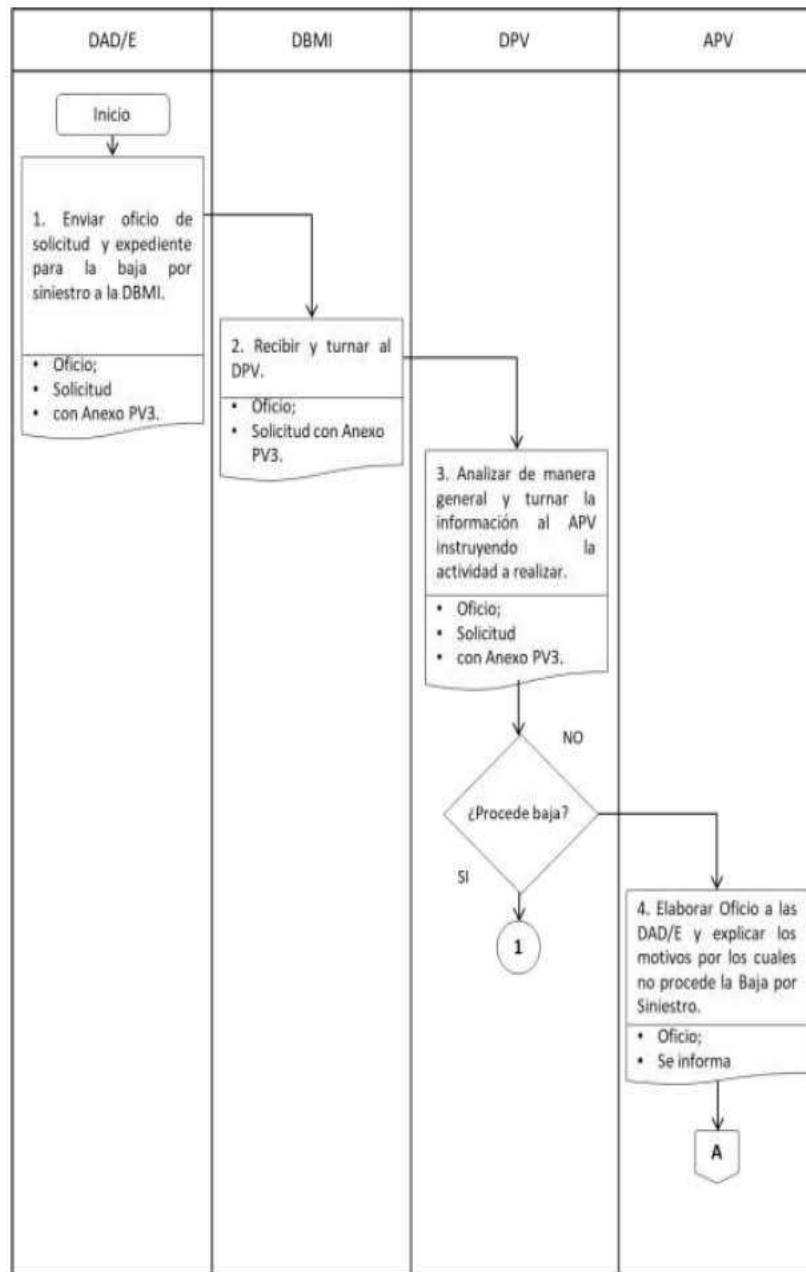 DAD/E
DBMI
DPV
APV
Inicio
1. Enviar oficio de
solicitud y expediente
para la baja por
siniestro a la DBMI.
• Oficio;
• Solicitud
• con Anexo PV3.
2. Recibir y turnar al
DPV.
• Oficio;
• Solicitud con Anexo
PV3.
3. Analizar de manera
general y turnar la
información al APV
instruyendo la
actividad a realizar.
• Oficio;
• Solicitud
• con Anexo PV3.
NO
¿Procede baja?
SI
1
4. Elaborar Oficio a las
DAD/E y explicar los
motivos por los cuales
no procede la Baja por
Siniestro.
• Oficio;
• Se informa
A